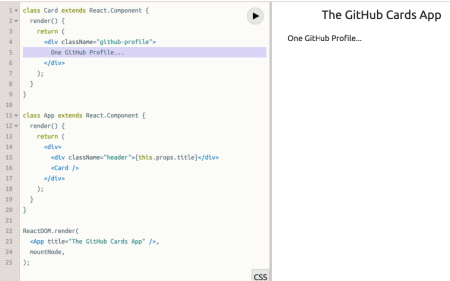 1 class Card extends React.Component {
2 render() {
3 return (
4 <div className="github-profile">
5 One GitHub Profile...
6 </div>
7 );
8 }
9 }
10
11 class App extends React.Component {
12 render() {
13 return (
14 <div>
15 <div className="header">{this.props.title}</div>
16 <Card />
17 </div>
18 );
19 }
20 }
21
22 ReactDOM.render(
23 <App title="The GitHub Cards App" />,
24 mountNode,
25 );
CSS
The GitHub Cards App
One GitHub Profile...